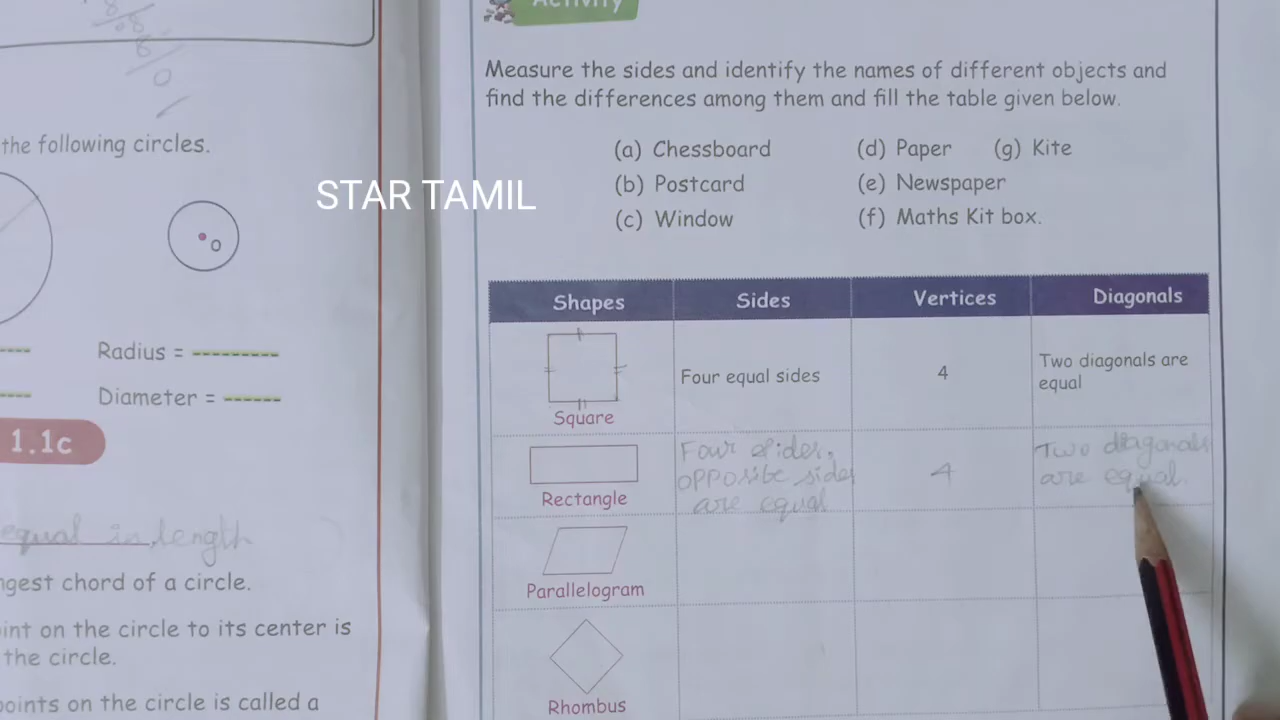 8
8
8
0
the following circles.
Radius =
Diameter =
1.1c
equal in length
ngest chord of a circle.
oint on the circle to its center is
the circle.
points on the circle is called a
STAR TAMIL
Activity
Measure the sides and identify the names of different objects and
find the differences among them and fill the table given below.
(a) Chessboard (d) Paper (g) Kite
(b) Postcard (e) Newspaper
(c) Window (f) Maths Kit box.
Shapes Sides Vertices Diagonals
Square Four equal sides 4 Two diagonals are
equal
Rectangle Four sides, 4 Two diagonals
opposite sides are equal.
are equal
Parallelogram
Rhombus
o